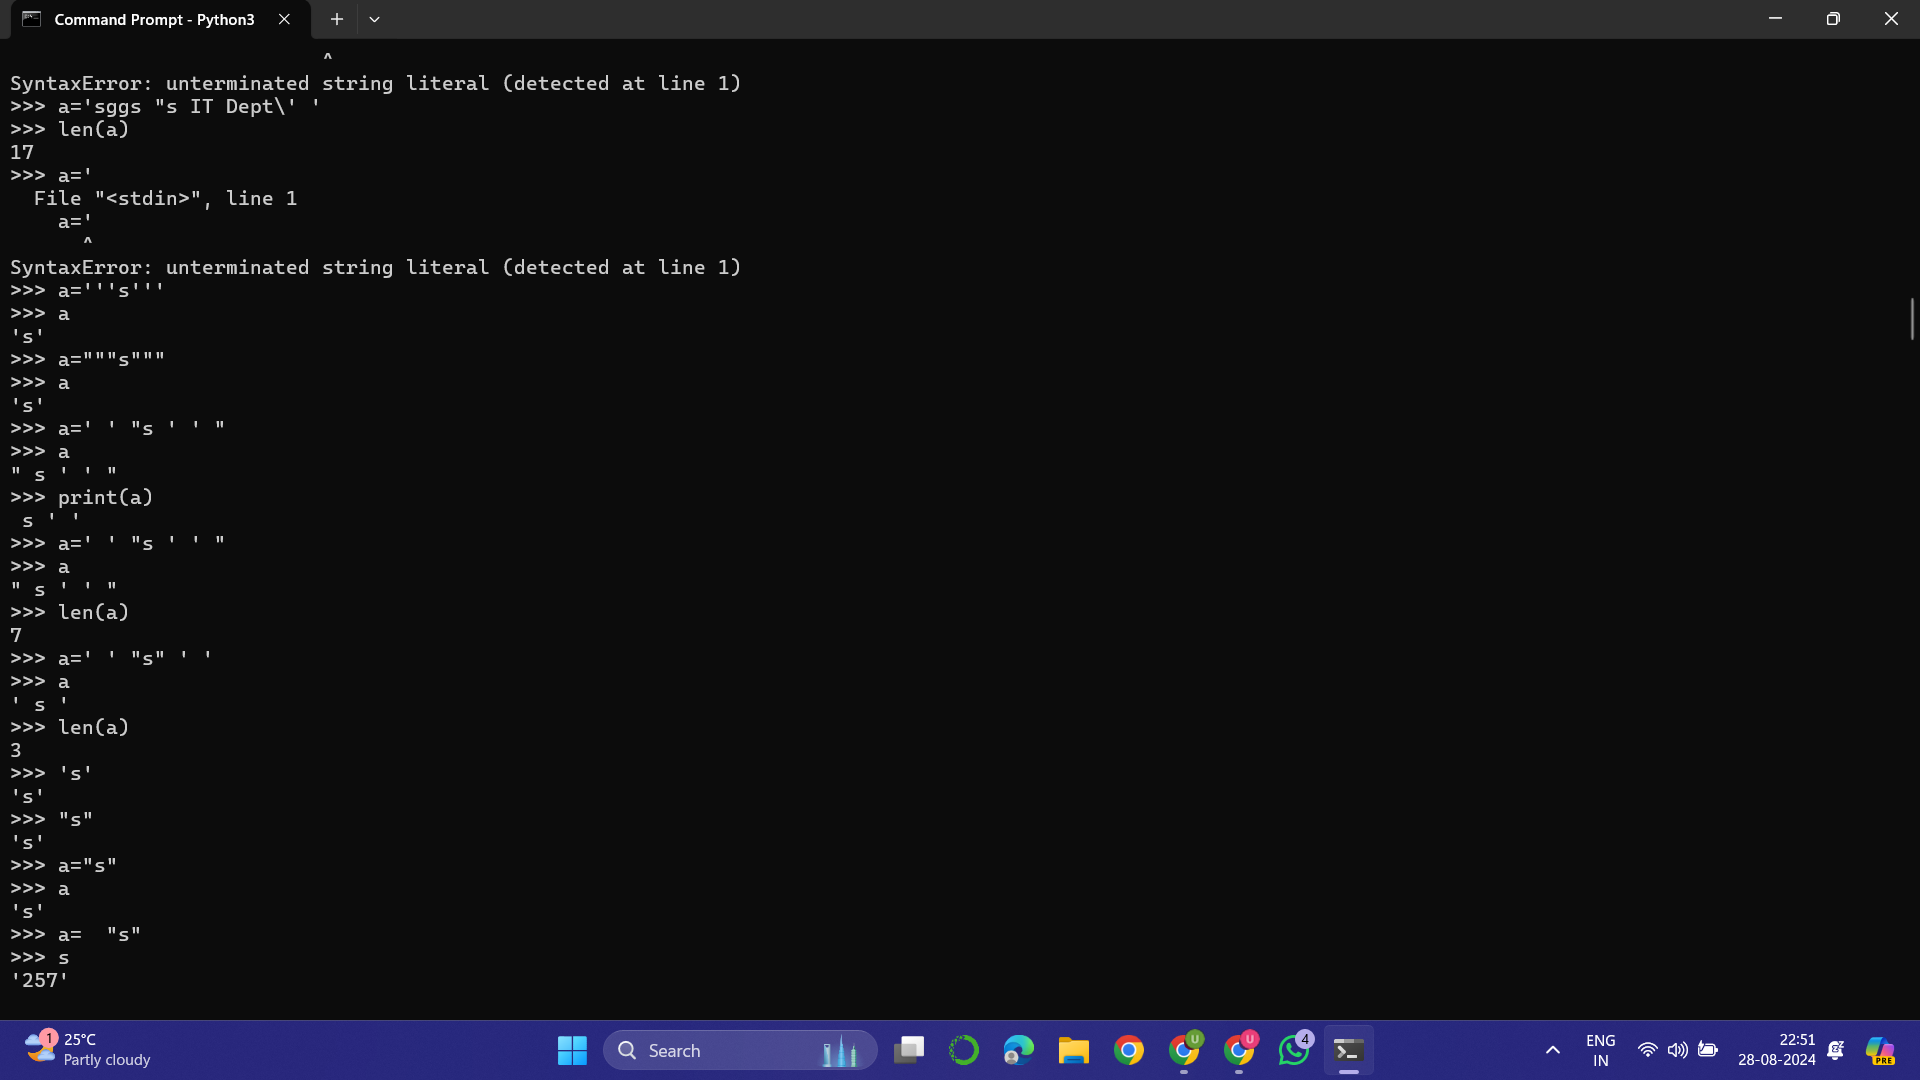 Command Prompt - Python3
^
SyntaxError: unterminated string literal (detected at line 1)
>>> a='sggs "s IT Dept\' '
>>> len(a)
17
>>> a='
  File "<stdin>", line 1
    a='
      ^
SyntaxError: unterminated string literal (detected at line 1)
>>> a='''s'''
>>> a
's'
>>> a="""s"""
>>> a
's'
>>> a=' ' "s ' ' "
>>> a
" s ' ' "
>>> print(a)
 s ' '
>>> a=' ' "s ' ' "
>>> a
" s ' ' "
>>> len(a)
7
>>> a=' ' "s" ' '
>>> a
' s '
>>> len(a)
3
>>> 's'
's'
>>> "s"
's'
>>> a="s"
>>> a
's'
>>> a=  "s"
>>> s
'257'
1
25°C
Partly cloudy
Search
U
U
4
ENG
IN
22:51
28-08-2024
PRE